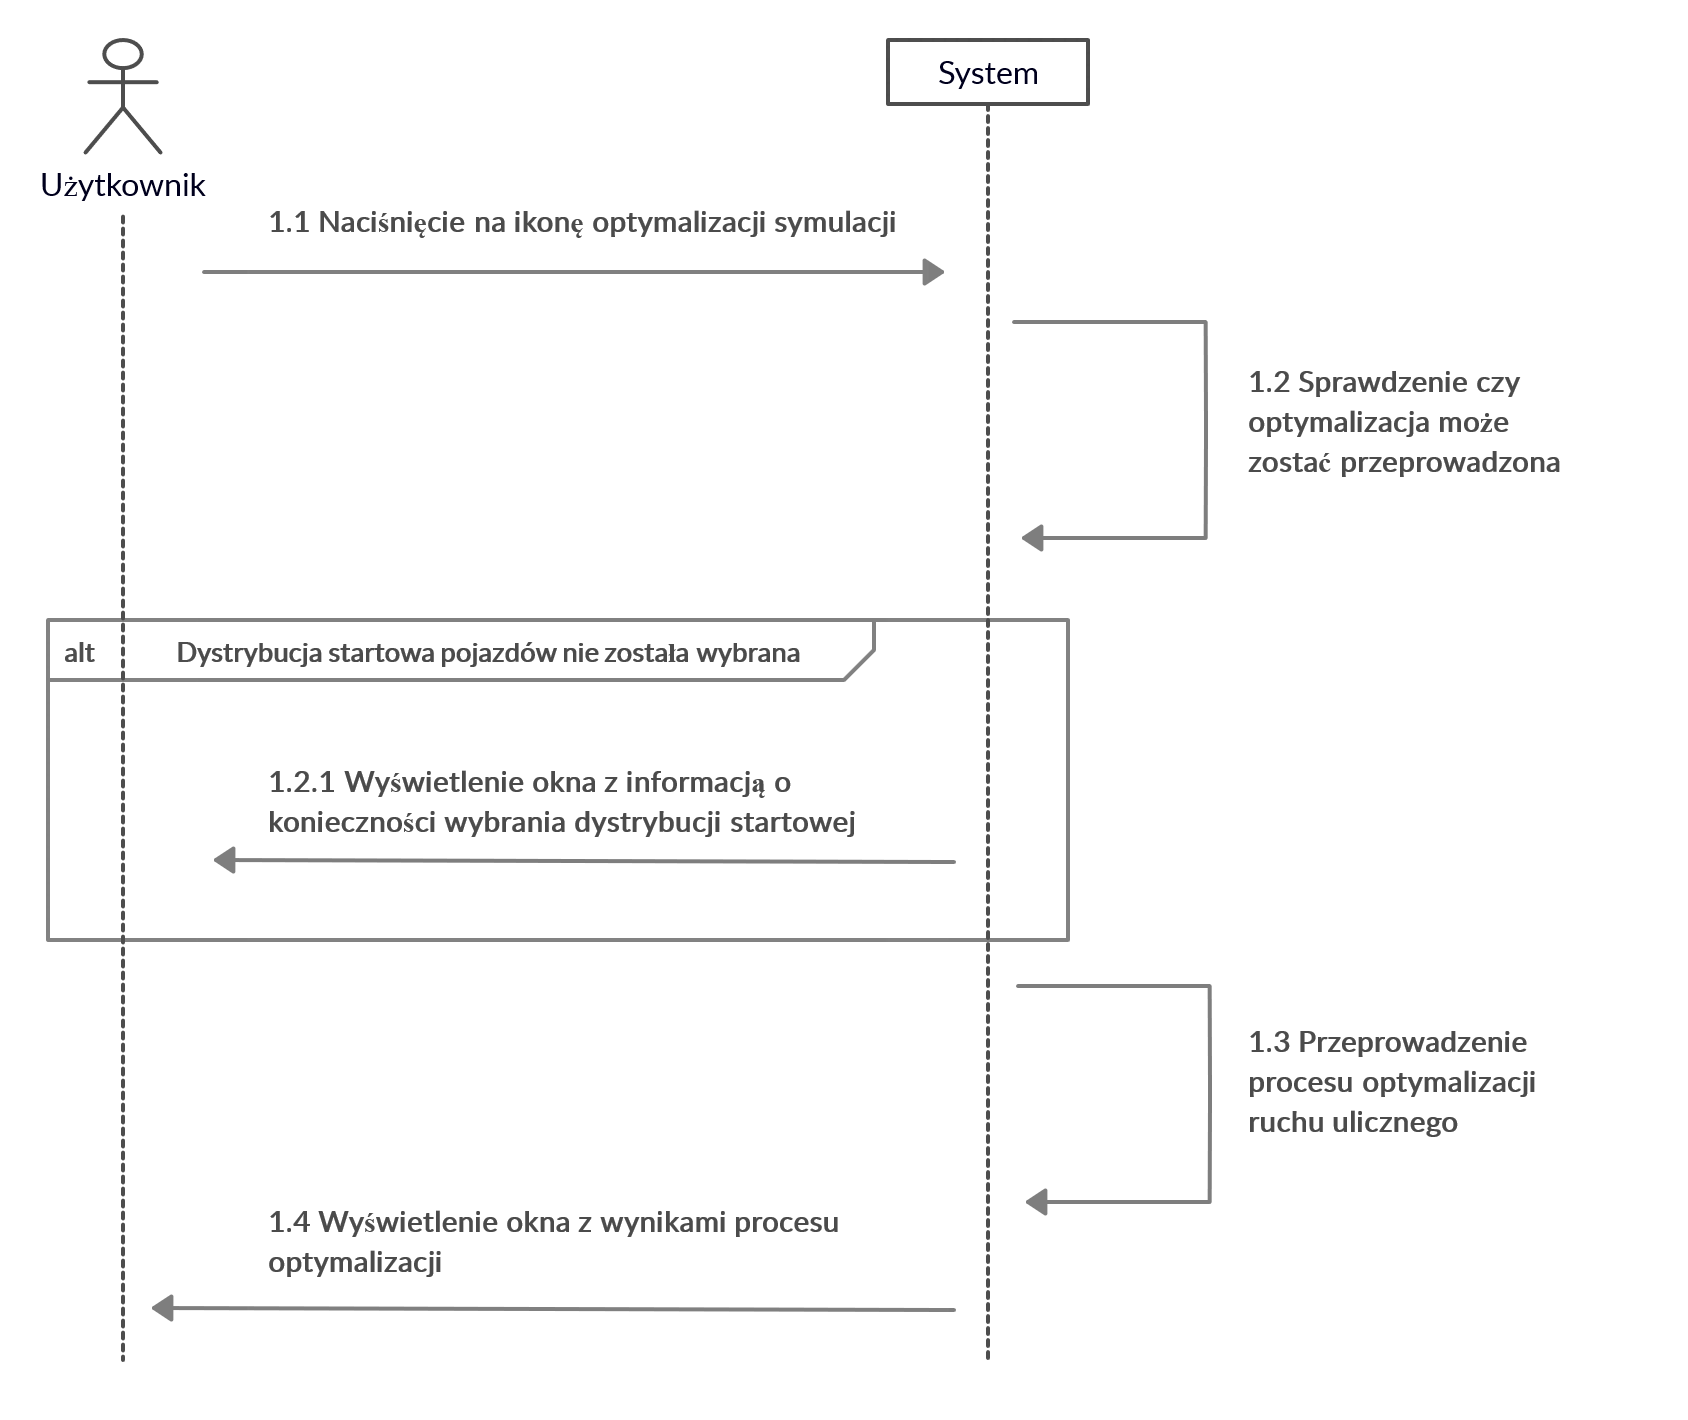 System
Użytkownik
1.1 Naciśnięcie na ikonę optymalizacji symulacji
1.2 Sprawdzenie czy
optymalizacja może
zostać przeprowadzona
alt
Dystrybucja startowa pojazdów nie została wybrana
1.2.1 Wyświetlenie okna z informacją o
konieczności wybrania dystrybucji startowej
1.3 Przeprowadzenie
procesu optymalizacji
ruchu ulicznego
1.4 Wyświetlenie okna z wynikami procesu
optymalizacji